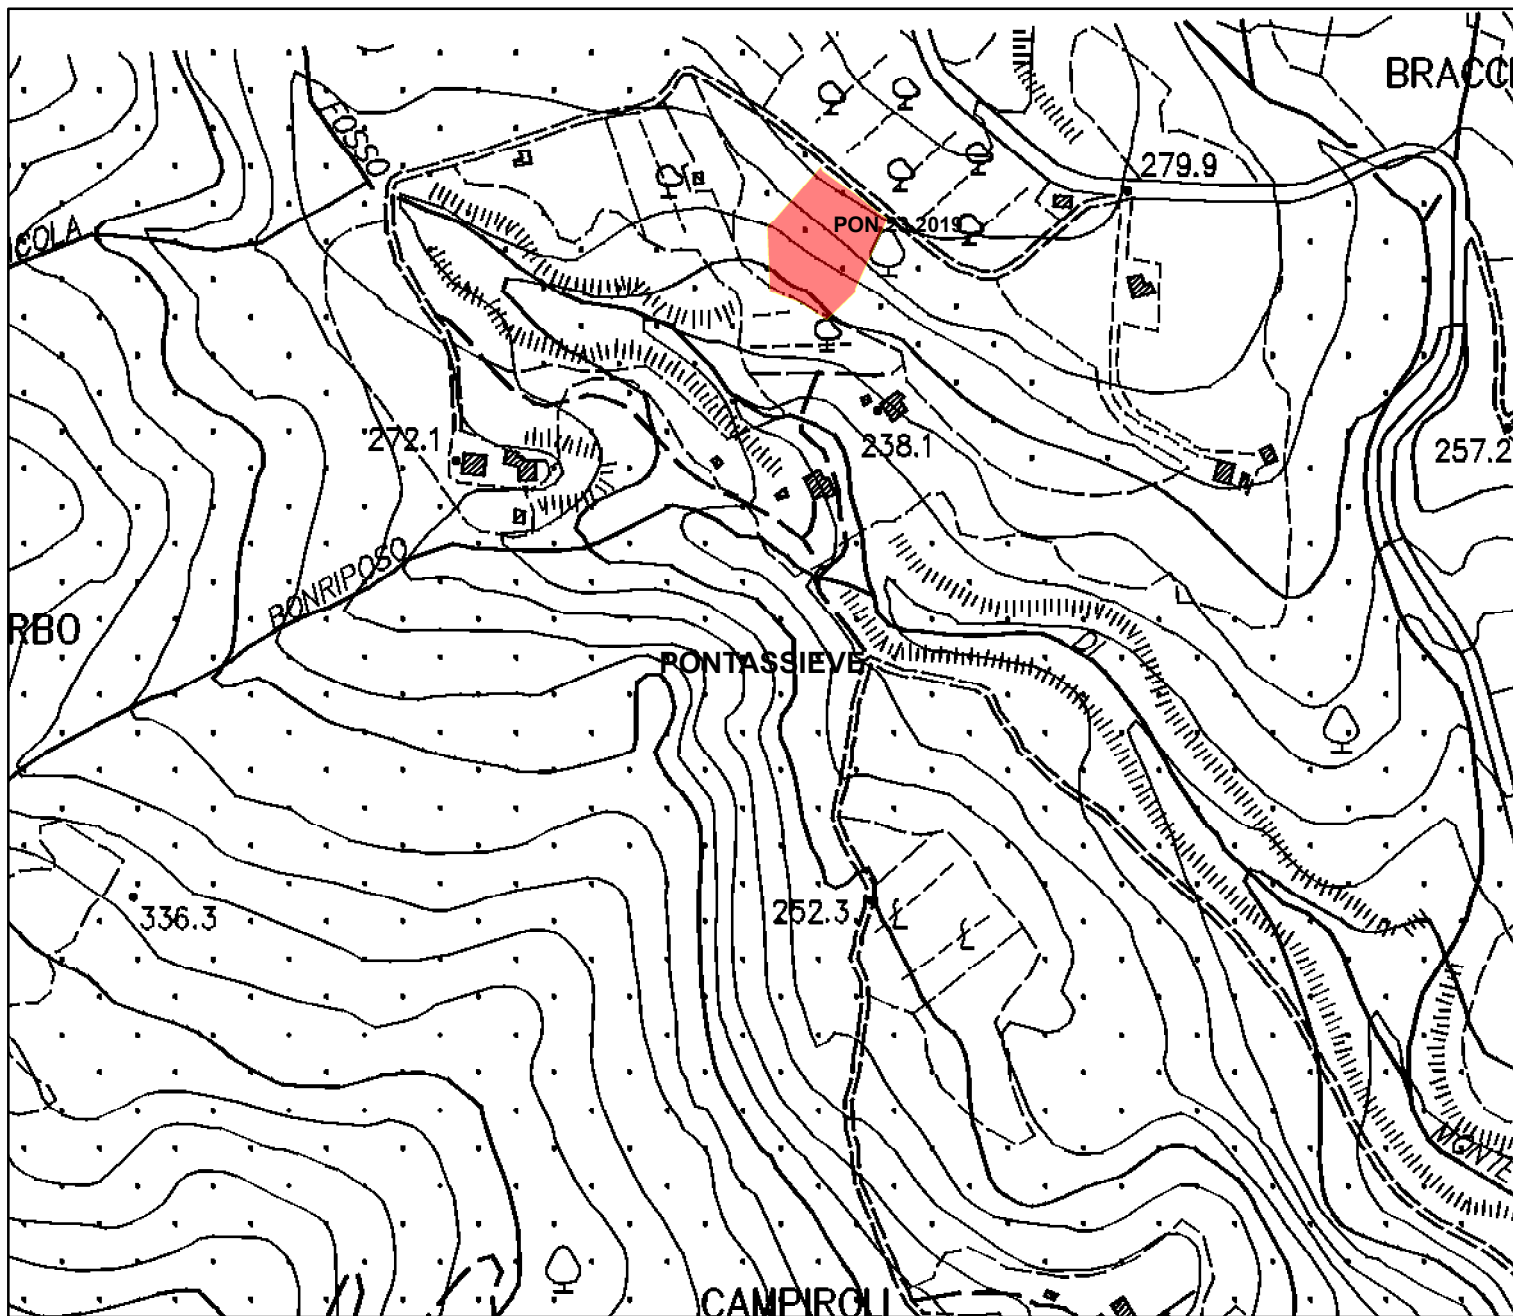 BRACCI
FOSSO
279.9
PON 23 2019
COLA
272.1
238.1
257.2
BONRIPOSO
RBO
DI
PONTASSIEVE
252.3
336.3
MONTE
CAMPIROLI